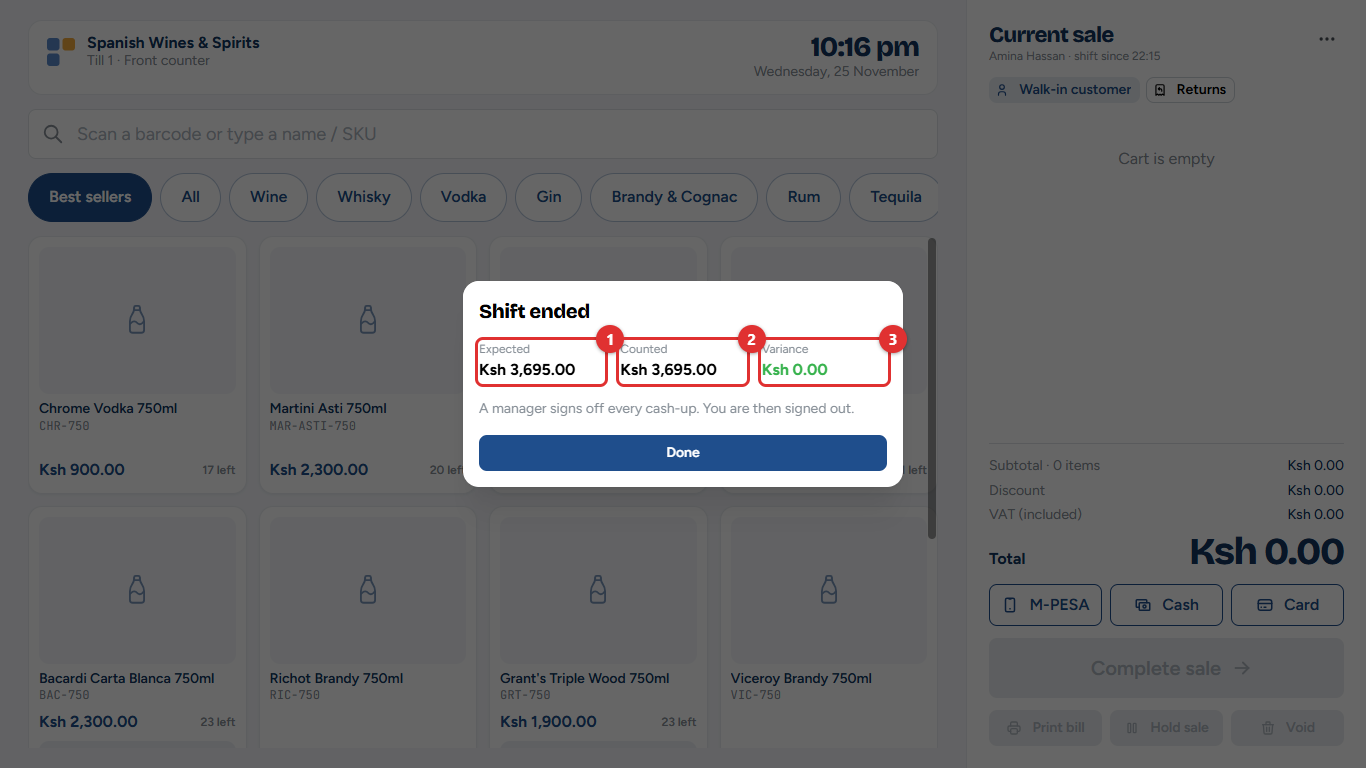 Spanish Wines & Spirits
Till 1 · Front counter
10:16 pm
Wednesday, 25 November
Scan a barcode or type a name / SKU
Best sellers
All
Wine
Whisky
Vodka
Gin
Brandy & Cognac
Rum
Tequila
Chrome Vodka 750ml
CHR-750
Ksh 900.00
17 left
Martini Asti 750ml
MAR-ASTI-750
Ksh 2,300.00
20 left
left
Bacardi Carta Blanca 750ml
BAC-750
Ksh 2,300.00
23 left
Richot Brandy 750ml
RIC-750
Grant's Triple Wood 750ml
GRT-750
Ksh 1,900.00
23 left
Viceroy Brandy 750ml
VIC-750
Shift ended
1
Expected
Ksh 3,695.00
2
Counted
Ksh 3,695.00
3
Variance
Ksh 0.00
A manager signs off every cash-up. You are then signed out.
Done
Current sale
Amina Hassan · shift since 22:15
Walk-in customer
Returns
Cart is empty
Subtotal · 0 items
Ksh 0.00
Discount
Ksh 0.00
VAT (included)
Ksh 0.00
Total
Ksh 0.00
M-PESA
Cash
Card
Complete sale
Print bill
Hold sale
Void